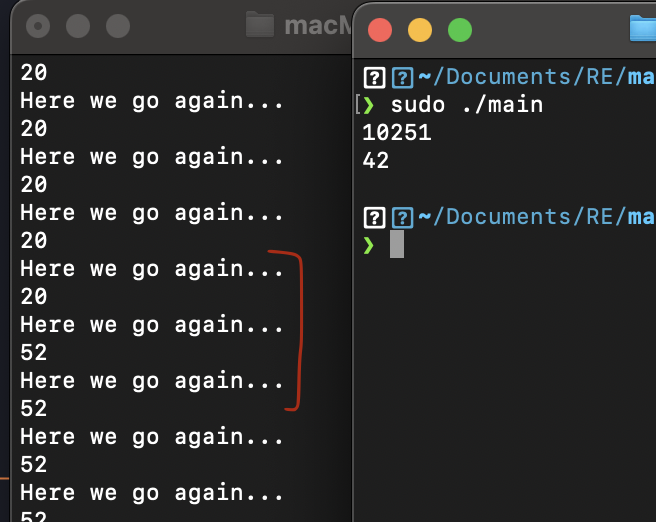 macM
20
Here we go again...
20
Here we go again...
20
Here we go again...
20
Here we go again...
20
Here we go again...
52
Here we go again...
52
Here we go again...
52
Here we go again...
52
~/Documents/RE/ma
[❯ sudo ./main
10251
42
~/Documents/RE/ma
❯